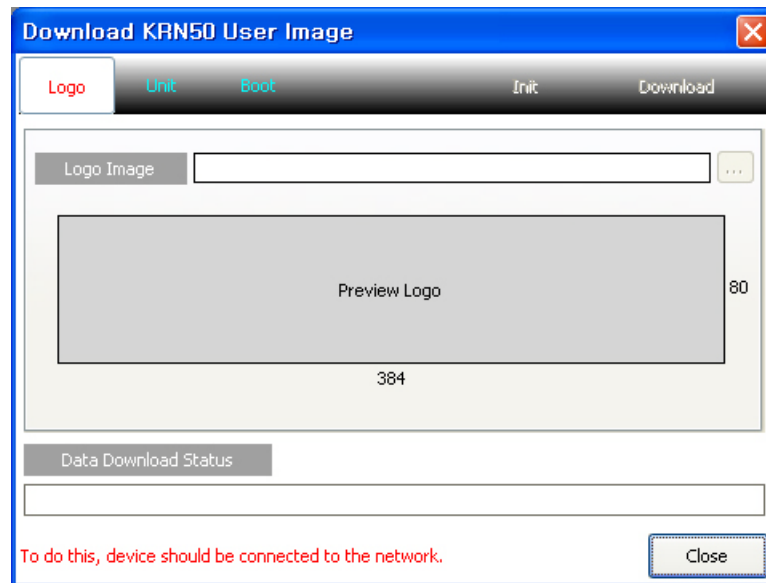 Download KRN50 User Image
Logo Unit Boot Init Download
Logo Image ...
Preview Logo
80
384
Data Download Status
To do this, device should be connected to the network.
Close